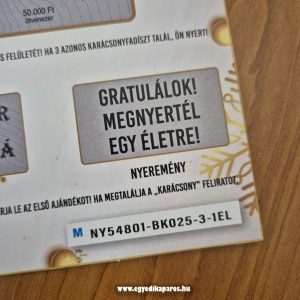 50.000 Ft
ötvenezer
S FELÜLETÉT! HA 3 AZONOS KARÁCSONYFADÍSZT TALÁL, ÖN NYERT!
GRATULÁLOK!
MEGNYERTÉL
EGY ÉLETRE!
R
Á
NYEREMÉNY
RJA LE AZ ELSŐ AJÁNDÉKOT! HA MEGTALÁLJA A „KARÁCSONY” FELIRATOT,
M NY54801-BK025-3-1EL
www.egyedikaparos.hu